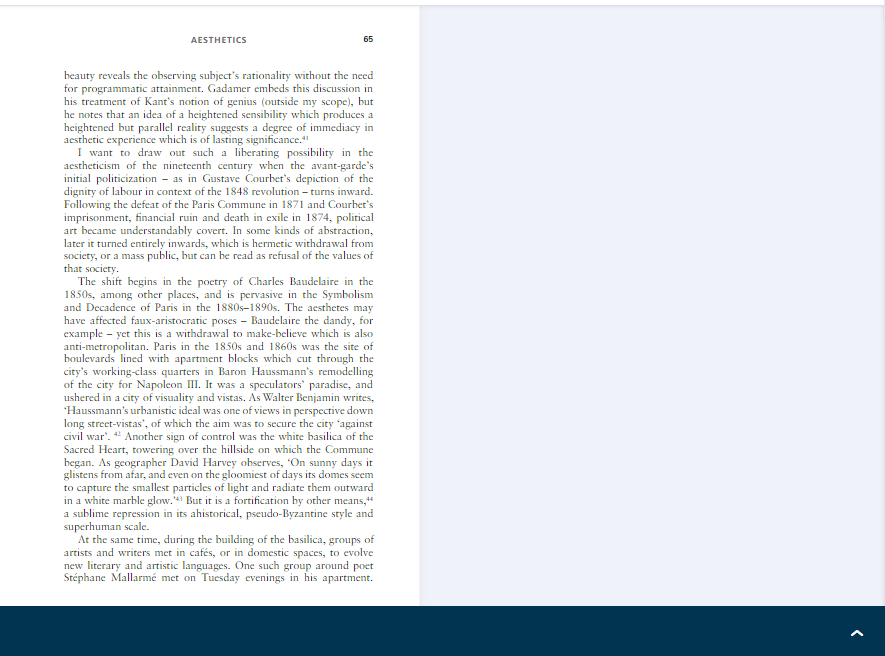 AESTHETICS 65
beauty reveals the observing subject's rationality without the need
for programmatic attainment. Gadamer embeds this discussion in
his treatment of Kant's notion of genius (outside my scope), but
he notes that an idea of a heightened sensibility which produces a
heightened but parallel reality suggests a degree of immediacy in
aesthetic experience which is of lasting significance.⁴¹
I want to draw out such a liberating possibility in the
aestheticism of the nineteenth century when the avant-garde's
initial politicization – as in Gustave Courbet's depiction of the
dignity of labour in context of the 1848 revolution – turns inward.
Following the defeat of the Paris Commune in 1871 and Courbet's
imprisonment, financial ruin and death in exile in 1874, political
art became understandably covert. In some kinds of abstraction,
later it turned entirely inwards, which is hermetic withdrawal from
society, or a mass public, but can be read as refusal of the values of
that society.
The shift begins in the poetry of Charles Baudelaire in the
1850s, among other places, and is pervasive in the Symbolism
and Decadence of Paris in the 1880s–1890s. The aesthetes may
have affected faux-aristocratic poses – Baudelaire the dandy, for
example – yet this is a withdrawal to make-believe which is also
anti-metropolitan. Paris in the 1850s and 1860s was the site of
boulevards lined with apartment blocks which cut through the
city's working-class quarters in Baron Haussmann's remodelling
of the city for Napoleon III. It was a speculators' paradise, and
ushered in a city of visuality and vistas. As Walter Benjamin writes,
'Haussmann's urbanistic ideal was one of views in perspective down
long street-vistas', of which the aim was to secure the city 'against
civil war'. ⁴² Another sign of control was the white basilica of the
Sacred Heart, towering over the hillside on which the Commune
began. As geographer David Harvey observes, 'On sunny days it
glistens from afar, and even on the gloomiest of days its domes seem
to capture the smallest particles of light and radiate them outward
in a white marble glow.'⁴³ But it is a fortification by other means,⁴⁴
a sublime repression in its ahistorical, pseudo-Byzantine style and
superhuman scale.
At the same time, during the building of the basilica, groups of
artists and writers met in cafés, or in domestic spaces, to evolve
new literary and artistic languages. One such group around poet
Stéphane Mallarmé met on Tuesday evenings in his apartment.